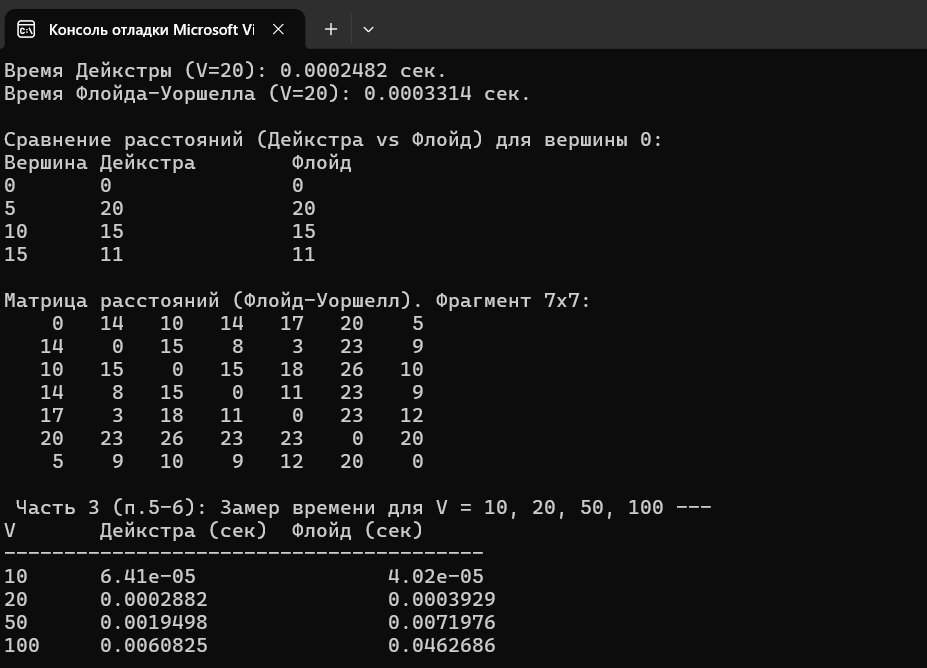 Консоль отладки Microsoft Vi
Время Дейкстры (V=20): 0.0002482 сек.
Время Флойда-Уоршелла (V=20): 0.0003314 сек.
Сравнение расстояний (Дейкстра vs Флойд) для вершины 0:
Вершина Дейкстра Флойд
0 0 0
5 20 20
10 15 15
15 11 11
Матрица расстояний (Флойд-Уоршелл). Фрагмент 7x7:
0 14 10 14 17 20 5
14 0 15 8 3 23 9
10 15 0 15 18 26 10
14 8 15 0 11 23 9
17 3 18 11 0 23 12
20 23 26 23 23 0 20
5 9 10 9 12 20 0
Часть 3 (п.5-6): Замер времени для V = 10, 20, 50, 100 ---
V Дейкстра (сек) Флойд (сек)
----------------------------------------
10 6.41e-05 4.02e-05
20 0.0002882 0.0003929
50 0.0019498 0.0071976
100 0.0060825 0.0462686